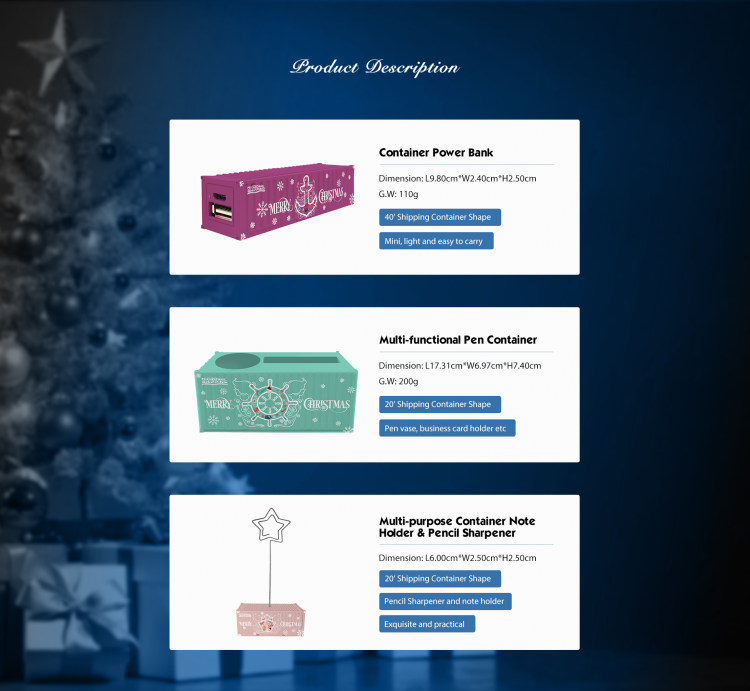 Product Description
Container Power Bank
Dimension: L9.80cm*W2.40cm*H2.50cm
G.W: 110g
40' Shipping Container Shape
Mini, light and easy to carry
MERRY CHRISTMAS
Multi-functional Pen Container
Dimension: L17.31cm*W6.97cm*H7.40cm
G.W: 200g
20' Shipping Container Shape
Pen vase, business card holder etc
MERRY CHRISTMAS
Multi-purpose Container Note
Holder & Pencil Sharpener
Dimension: L6.00cm*W2.50cm*H2.50cm
20' Shipping Container Shape
Pencil Sharpener and note holder
Exquisite and practical
MERRY CHRISTMAS